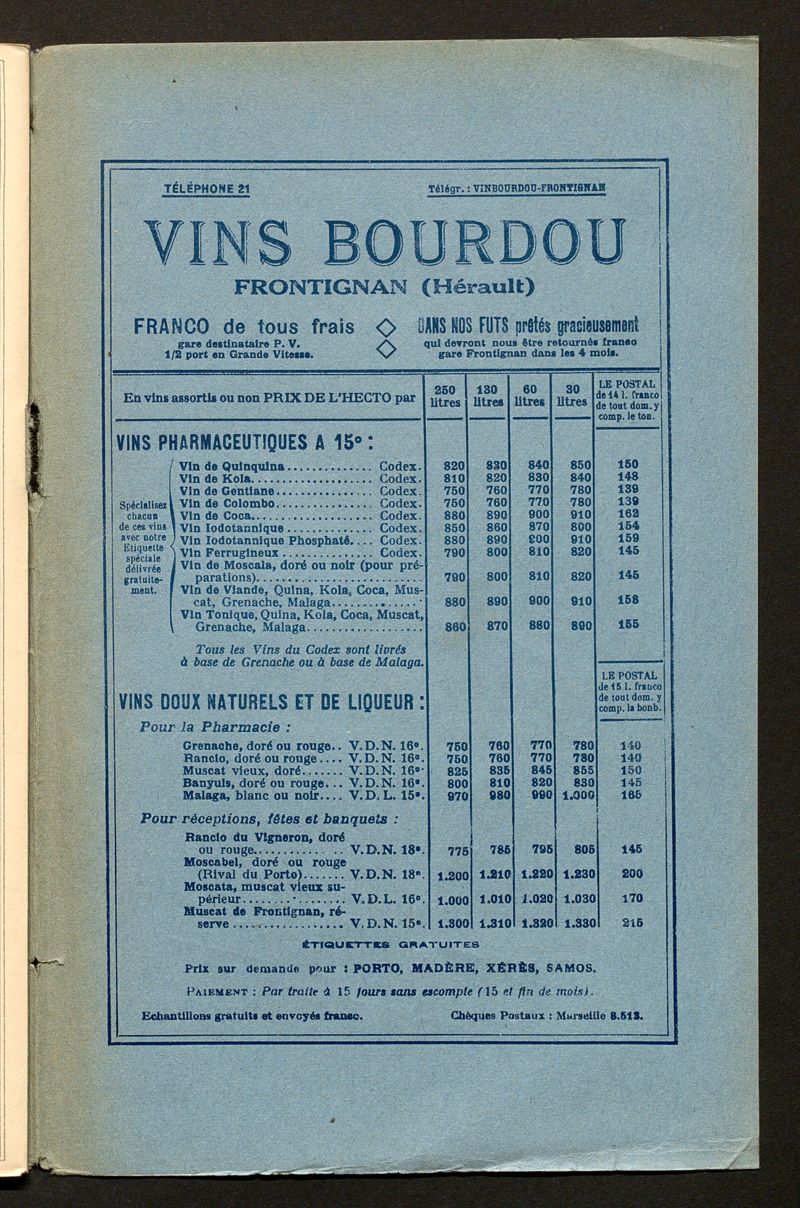 TÉLÉPHONE 21 Télégr. : VINBOURDOU-FRONTIGNAN
VINS BOURDOU
FRONTIGNAN (Hérault)
FRANCO de tous frais
gare destinataire P. V.
1/2 port en Grande Vitesse.
DANS NOS FUTS prêtés gracieusement
qui devront nous être retournés franco
gare Frontignan dans les 4 mois.
En vins assortis ou non PRIX DE L'HECTO par
250 litres
130 litres
60 litres
30 litres
LE POSTAL
de 14 l. franco
de tout dom. y
comp. le ton.
VINS PHARMACEUTIQUES A 15° :
Spécialisez
chacun
de ces vins
avec notre
Etiquette
spéciale
délivrée
gratuite-
ment.
Vin de Quinquina.............. Codex. 820 830 840 850 150
Vin de Kola.................... Codex. 810 820 830 840 148
Vin de Gentiane................ Codex. 750 760 770 780 139
Vin de Colombo................ Codex. 750 760 770 780 139
Vin de Coca.................... Codex. 880 890 900 910 162
Vin Iodotannique .............. Codex. 850 860 870 800 154
Vin Iodotannique Phosphaté.... Codex. 880 890 900 910 159
Vin Ferrugineux ............... Codex. 790 800 810 820 145
Vin de Moscala, doré ou noir (pour pré-
parations)........................... 790 800 810 820 145
Vin de Viande, Quina, Kola, Coca, Mus-
cat, Grenache, Malaga.............. 880 890 900 910 158
Vin Tonique, Quina, Kola, Coca, Muscat,
Grenache, Malaga................... 860 870 880 890 155
Tous les Vins du Codex sont livrés
à base de Grenache ou à base de Malaga.
LE POSTAL
de 15 l. franco
de tout dom. y
comp. la bonb.
VINS DOUX NATURELS ET DE LIQUEUR :
Pour la Pharmacie :
Grenache, doré ou rouge.. V.D.N. 16°. 750 760 770 780 140
Rancio, doré ou rouge.... V.D.N. 16°. 750 760 770 780 140
Muscat vieux, doré....... V.D.N. 16°. 825 835 845 855 150
Banyuls, doré ou rouge... V.D.N. 16°. 800 810 820 830 145
Malaga, blanc ou noir.... V.D.L. 15°. 970 980 990 1.000 165
Pour réceptions, fêtes et banquets :
Rancio du Vigneron, doré
ou rouge.............. V.D.N. 18°. 775 785 795 805 145
Moscabel, doré ou rouge
(Rival du Porto)....... V.D.N. 18°. 1.200 1.210 1.220 1.230 200
Moscata, muscat vieux su-
périeur................ V.D.L. 16°. 1.000 1.010 1.020 1.030 170
Muscat de Frontignan, ré-
serve.................. V.D.N. 15°. 1.300 1.310 1.320 1.330 215
ÉTIQUETTES GRATUITES
Prix sur demande pour : PORTO, MADÈRE, XÉRÈS, SAMOS.
PAIEMENT : Par traite à 15 jours sans escompte (15 et fin de mois).
Echantillons gratuits et envoyés franco. Chèques Postaux : Marseille 8.513.